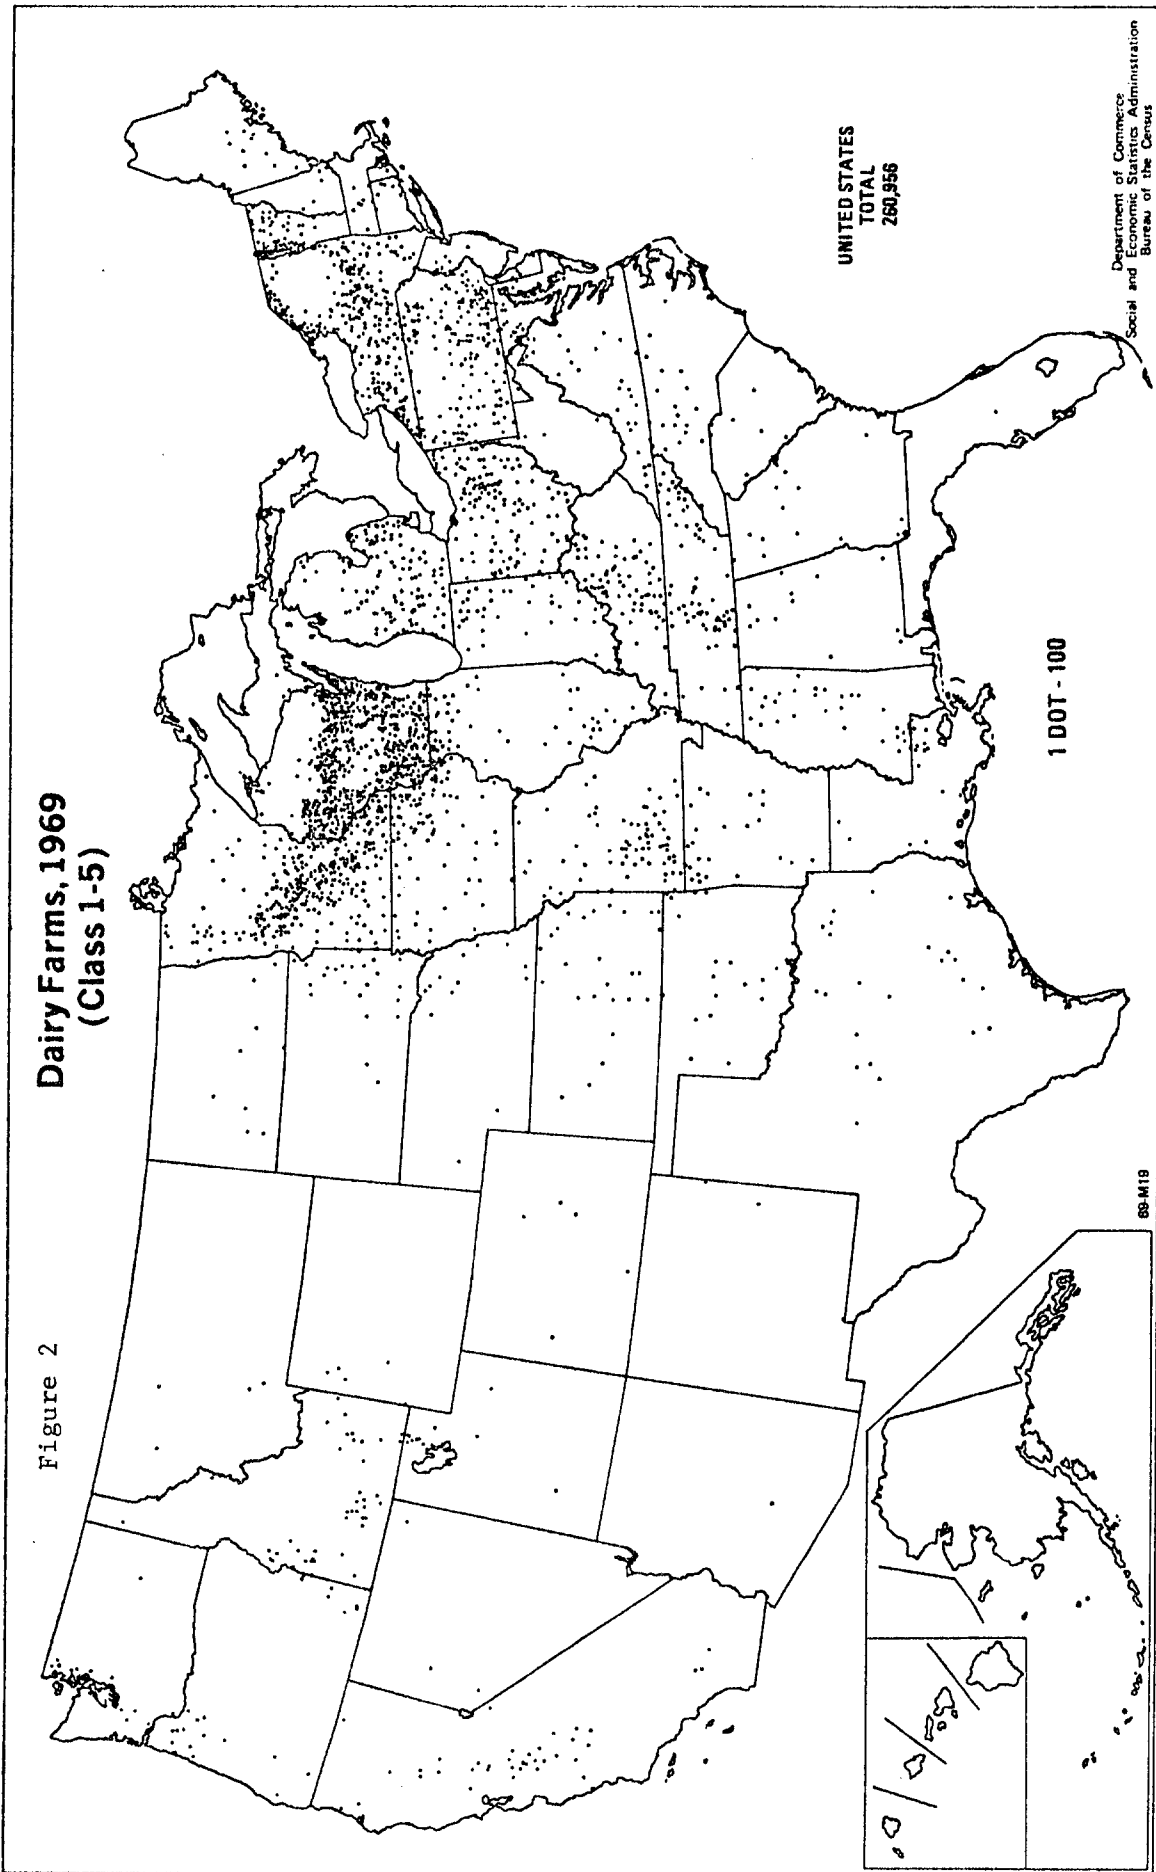 Figure 2
Dairy Farms, 1969
(Class 1-5)
UNITED STATES
TOTAL
260,956
1 DOT - 100
69-M19
Department of Commerce
Social and Economic Statistics Administration
Bureau of the Census